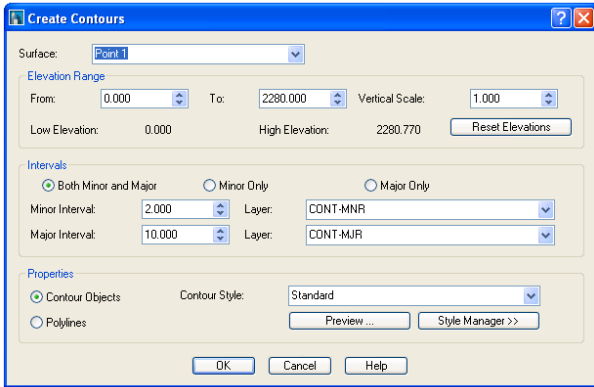 Create Contours
Surface: Point 1
Elevation Range
From: 0.000 To: 2280.000 Vertical Scale: 1.000
Low Elevation: 0.000 High Elevation: 2280.770 Reset Elevations
Intervals
Both Minor and Major Minor Only Major Only
Minor Interval: 2.000 Layer: CONT-MNR
Major Interval: 10.000 Layer: CONT-MJR
Properties
Contour Objects Contour Style: Standard
Polylines Preview ... Style Manager >>
OK Cancel Help